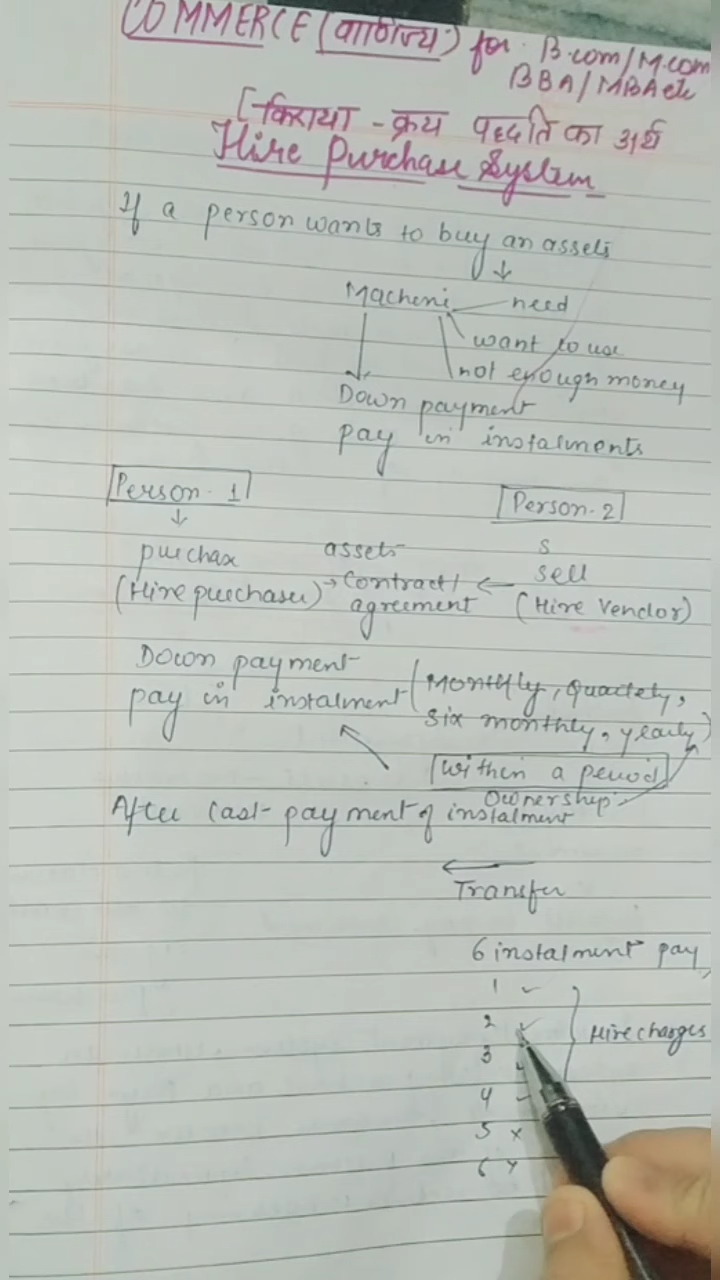 COMMERCE (वाणिज्य) for B.com/M.com
BBA/MBA etc
[किराया - क्रय पद्दति का अर्थ
Hire Purchase System
If a person wants to buy an assets
Macheni need
want to use
not enough money
Down payment
pay in instalments
Person-1 Person-2
s
purchax assets sell
(Hire purchaser) contract/ (Hire Vendor)
agreement
Down payment (Monthly, quartely,
pay in instalment six monthly, yearly)
within a period
Ownership
After last payment of instalment
Transfer
6 instalment pay
1 ✓
2 ✓ Hire charges
3 ✓
4 ✓
5 ×
6 ×